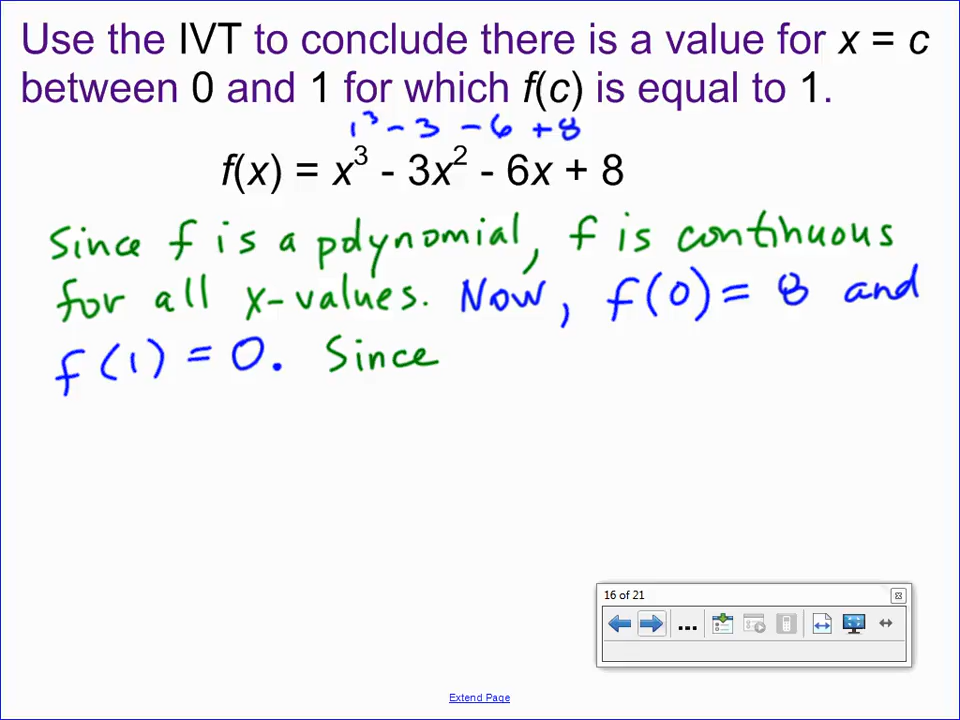 Use the IVT to conclude there is a value for x = c
between 0 and 1 for which f(c) is equal to 1.
1³ - 3 - 6 + 8
f(x) = x³ - 3x² - 6x + 8
Since f is a polynomial, f is continuous
for all x-values. Now, f(0) = 8 and
f(1) = 0. Since
16 of 21
...
Extend Page